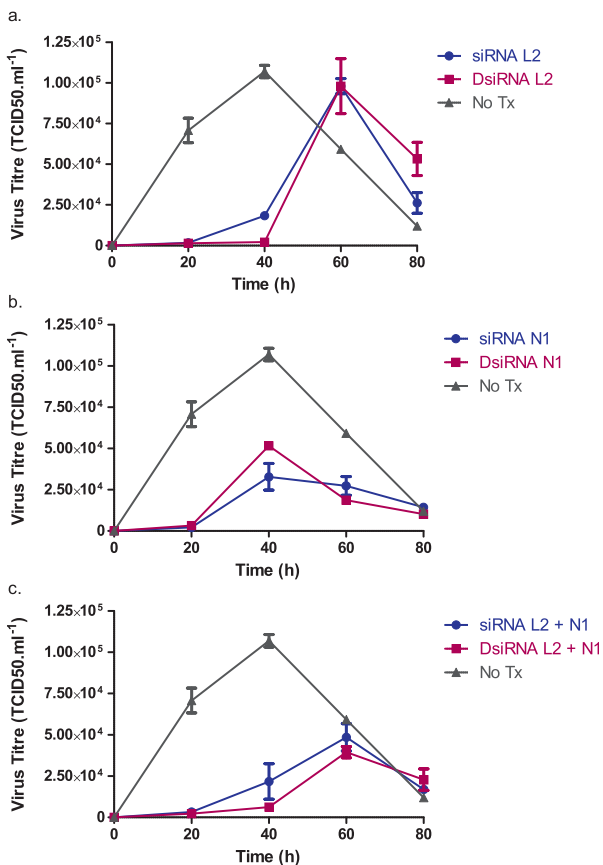 a.
1.25×10⁵
1.00×10⁵
7.50×10⁴
5.00×10⁴
2.50×10⁴
0
Virus Titre (TCID50.ml⁻¹)
0 20 40 60 80
Time (h)
siRNA L2
DsiRNA L2
No Tx
b.
1.25×10⁵
1.00×10⁵
7.50×10⁴
5.00×10⁴
2.50×10⁴
0
Virus Titre (TCID50.ml⁻¹)
0 20 40 60 80
Time (h)
siRNA N1
DsiRNA N1
No Tx
c.
1.25×10⁵
1.00×10⁵
7.50×10⁴
5.00×10⁴
2.50×10⁴
0
Virus Titre (TCID50.ml⁻¹)
0 20 40 60 80
Time (h)
siRNA L2 + N1
DsiRNA L2 + N1
No Tx